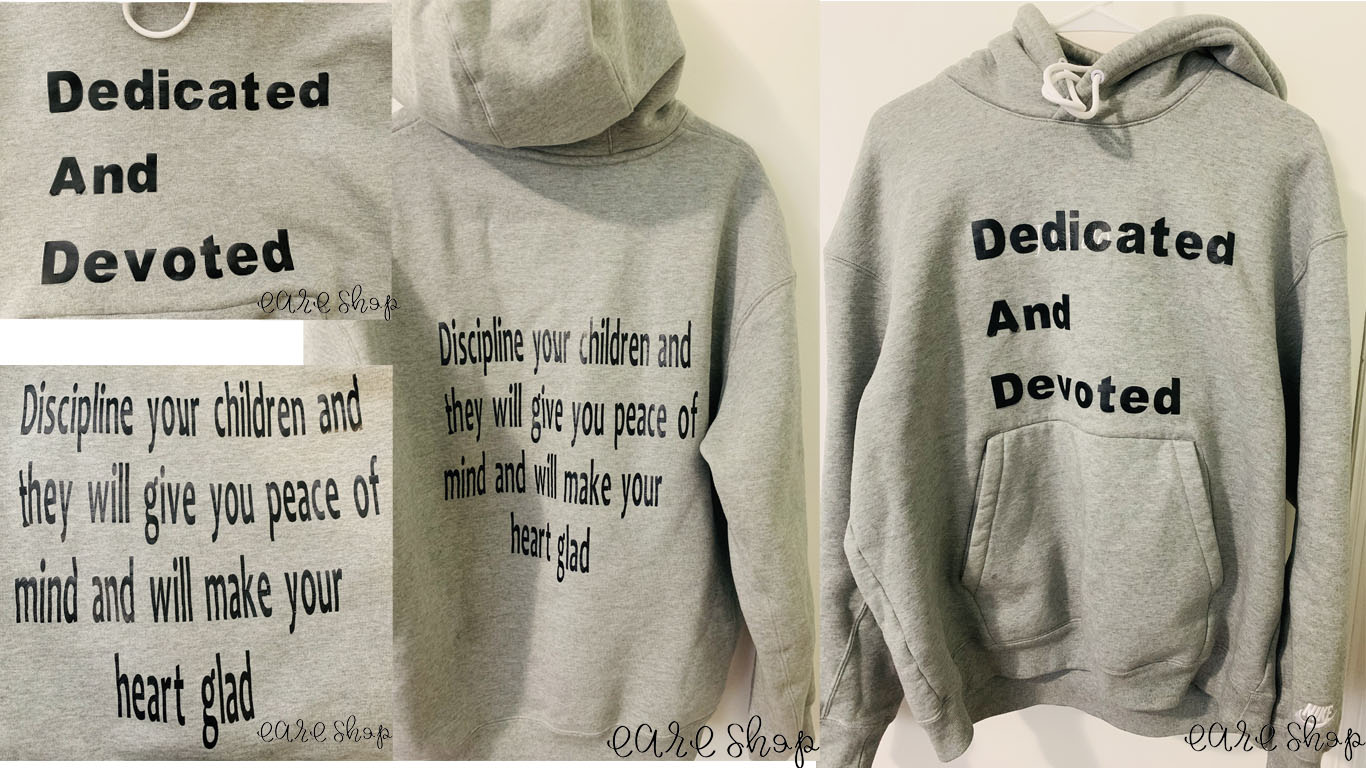 Dedicated
And
Devoted
eare shop
Discipline your children and
they will give you peace of
mind and will make your
heart glad
eare shop
Discipline your children and
they will give you peace of
mind and will make your
heart glad
eare shop
Dedicated
And
Devoted
NIKE
eare shop